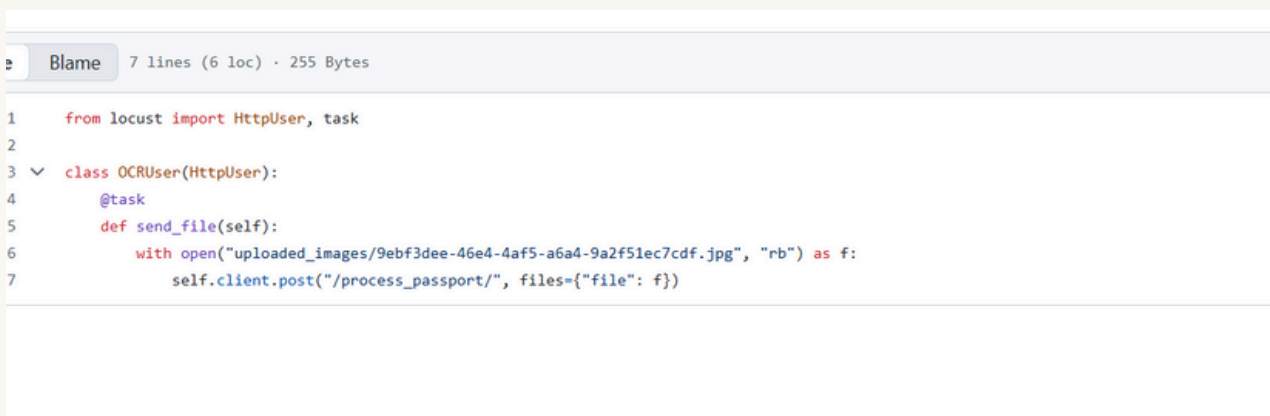 Blame 7 lines (6 loc) · 255 Bytes
1 from locust import HttpUser, task
2
3 class OCRUser(HttpUser):
4 @task
5 def send_file(self):
6 with open("uploaded_images/9ebf3dee-46e4-4af5-a6a4-9a2f51ec7cdf.jpg", "rb") as f:
7 self.client.post("/process_passport/", files={"file": f})